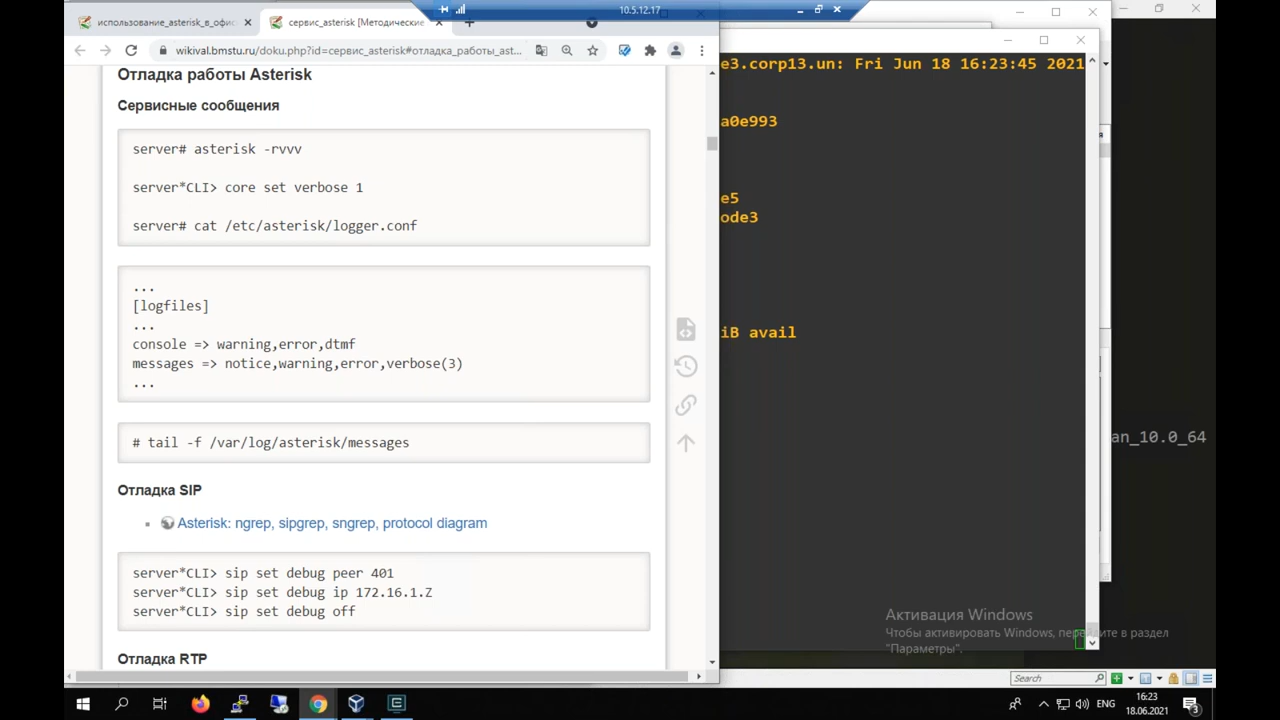 10.5.12.17
использование_asterisk_в_офис
сервис_asterisk [Методические
wikival.bmstu.ru/doku.php?id=сервис_asterisk#отладка_работы_ast...
Отладка работы Asterisk
Сервисные сообщения
server# asterisk -rvvv
server*CLI> core set verbose 1
server# cat /etc/asterisk/logger.conf
...
[logfiles]
...
console => warning,error,dtmf
messages => notice,warning,error,verbose(3)
...
# tail -f /var/log/asterisk/messages
Отладка SIP
Asterisk: ngrep, sipgrep, sngrep, protocol diagram
server*CLI> sip set debug peer 401
server*CLI> sip set debug ip 172.16.1.Z
server*CLI> sip set debug off
Отладка RTP
e3.corp13.un: Fri Jun 18 16:23:45 2021
a0e993
e5
ode3
iB avail
an_10.0_64
Активация Windows
Чтобы активировать Windows, перейдите в раздел
"Параметры".
Search
ENG
16:23
18.06.2021
3